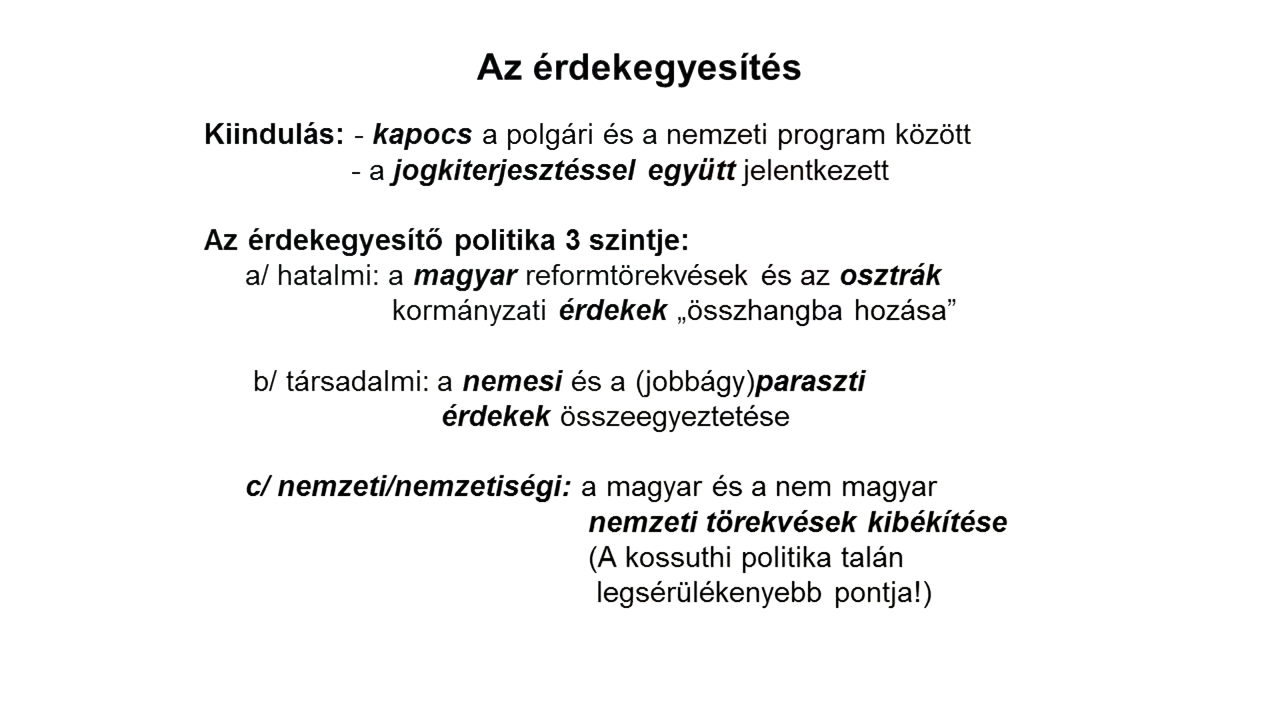 Az érdekegyesítés
Kiindulás: - kapocs a polgári és a nemzeti program között
- a jogkiterjesztéssel együtt jelentkezett
Az érdekegyesítő politika 3 szintje:
a/ hatalmi: a magyar reformtörekvések és az osztrák
kormányzati érdekek „összhangba hozása”
b/ társadalmi: a nemesi és a (jobbágy)paraszti
érdekek összeegyeztetése
c/ nemzeti/nemzetiségi: a magyar és a nem magyar
nemzeti törekvések kibékítése
(A kossuthi politika talán
legsérülékenyebb pontja!)